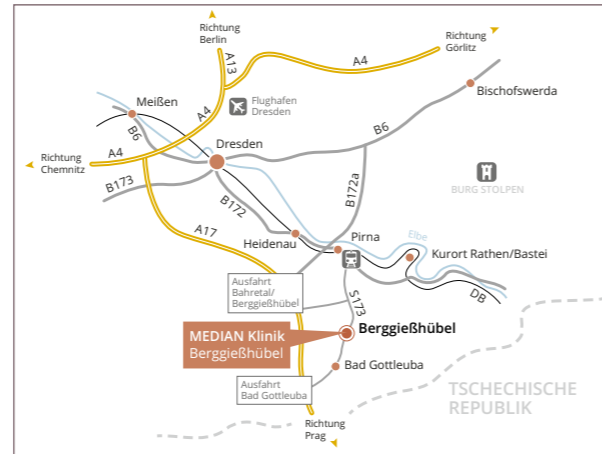 Richtung
Berlin
Richtung
Görlitz
A13
A4
Bischofswerda
Meißen
Flughafen
Dresden
A4
B6
B6
Dresden
A4
Richtung
Chemnitz
B173
B172
B172a
BURG STOLPEN
A17
Heidenau
Pirna
Elbe
Kurort Rathen/Bastei
Ausfahrt
Bahretal/
Berggießhübel
S173
DB
MEDIAN Klinik
Berggießhübel
Berggießhübel
Bad Gottleuba
Ausfahrt
Bad Gottleuba
TSCHECHISCHE
REPUBLIK
Richtung
Prag